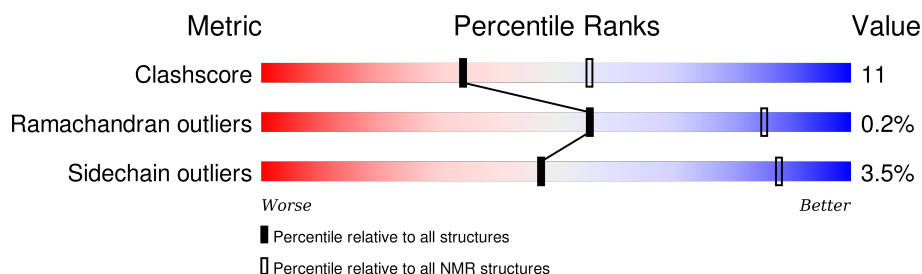 Metric Percentile Ranks Value
Clashscore 11
Ramachandran outliers 0.2%
Sidechain outliers 3.5%
Worse Better
Percentile relative to all structures
Percentile relative to all NMR structures